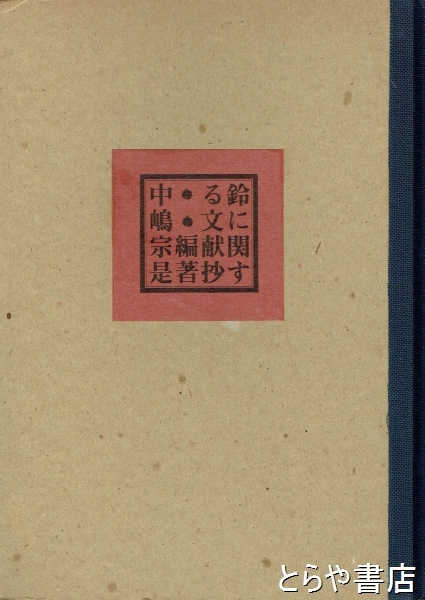 鈴に関す
る文献抄
●●編著
中嶋宗是
とらや書店